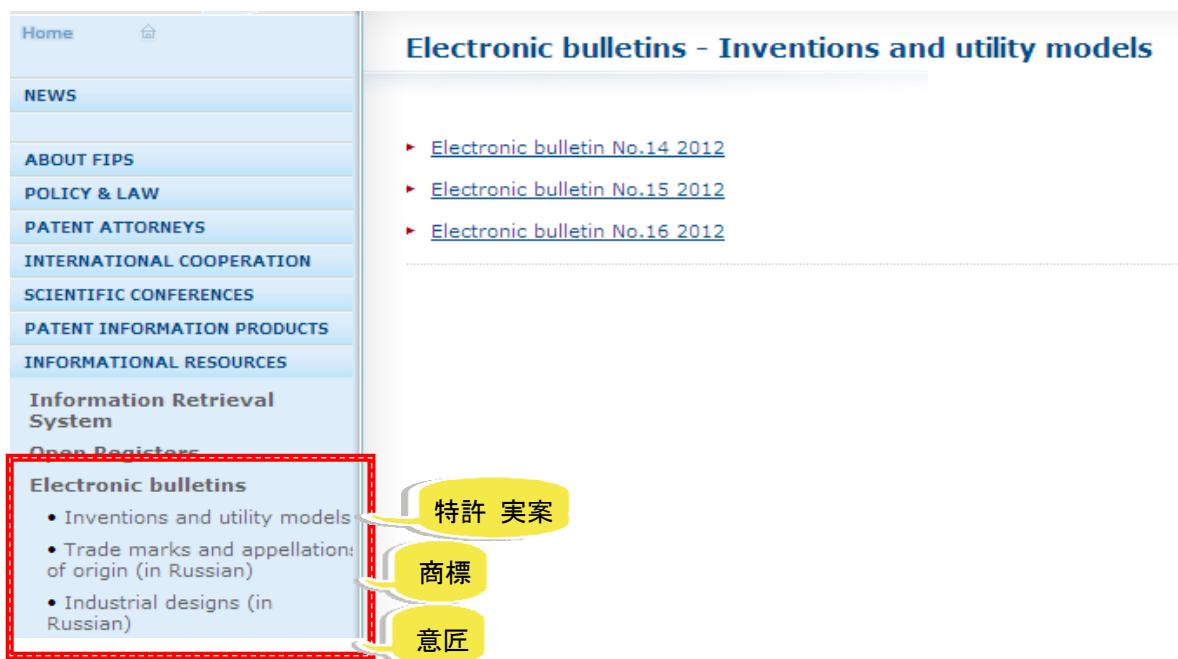 Home
NEWS
ABOUT FIPS
POLICY & LAW
PATENT ATTORNEYS
INTERNATIONAL COOPERATION
SCIENTIFIC CONFERENCES
PATENT INFORMATION PRODUCTS
INFORMATIONAL RESOURCES
Information Retrieval
System
Open Registers
Electronic bulletins
• Inventions and utility models
• Trade marks and appellations
of origin (in Russian)
• Industrial designs (in
Russian)
特許 実案
商標
意匠
Electronic bulletins - Inventions and utility models
Electronic bulletin No.14 2012
Electronic bulletin No.15 2012
Electronic bulletin No.16 2012